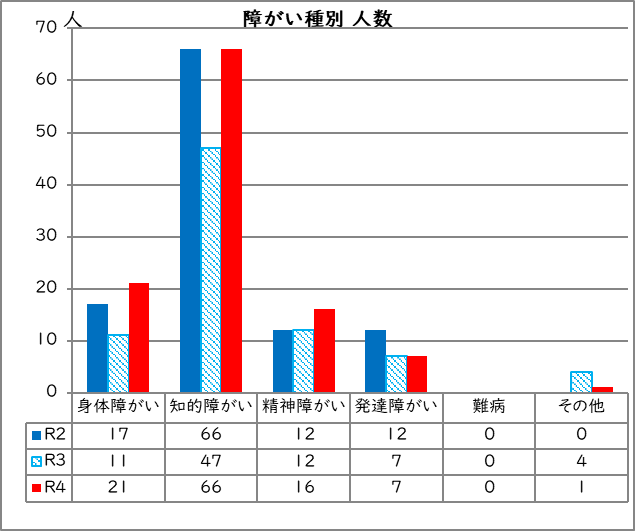 障がい種別 人数
人
70
60
50
40
30
20
10
0
身体障がい 知的障がい 精神障がい 発達障がい 難病 その他
R2 17 66 12 12 0 0
R3 11 47 12 7 0 4
R4 21 66 16 7 0 1